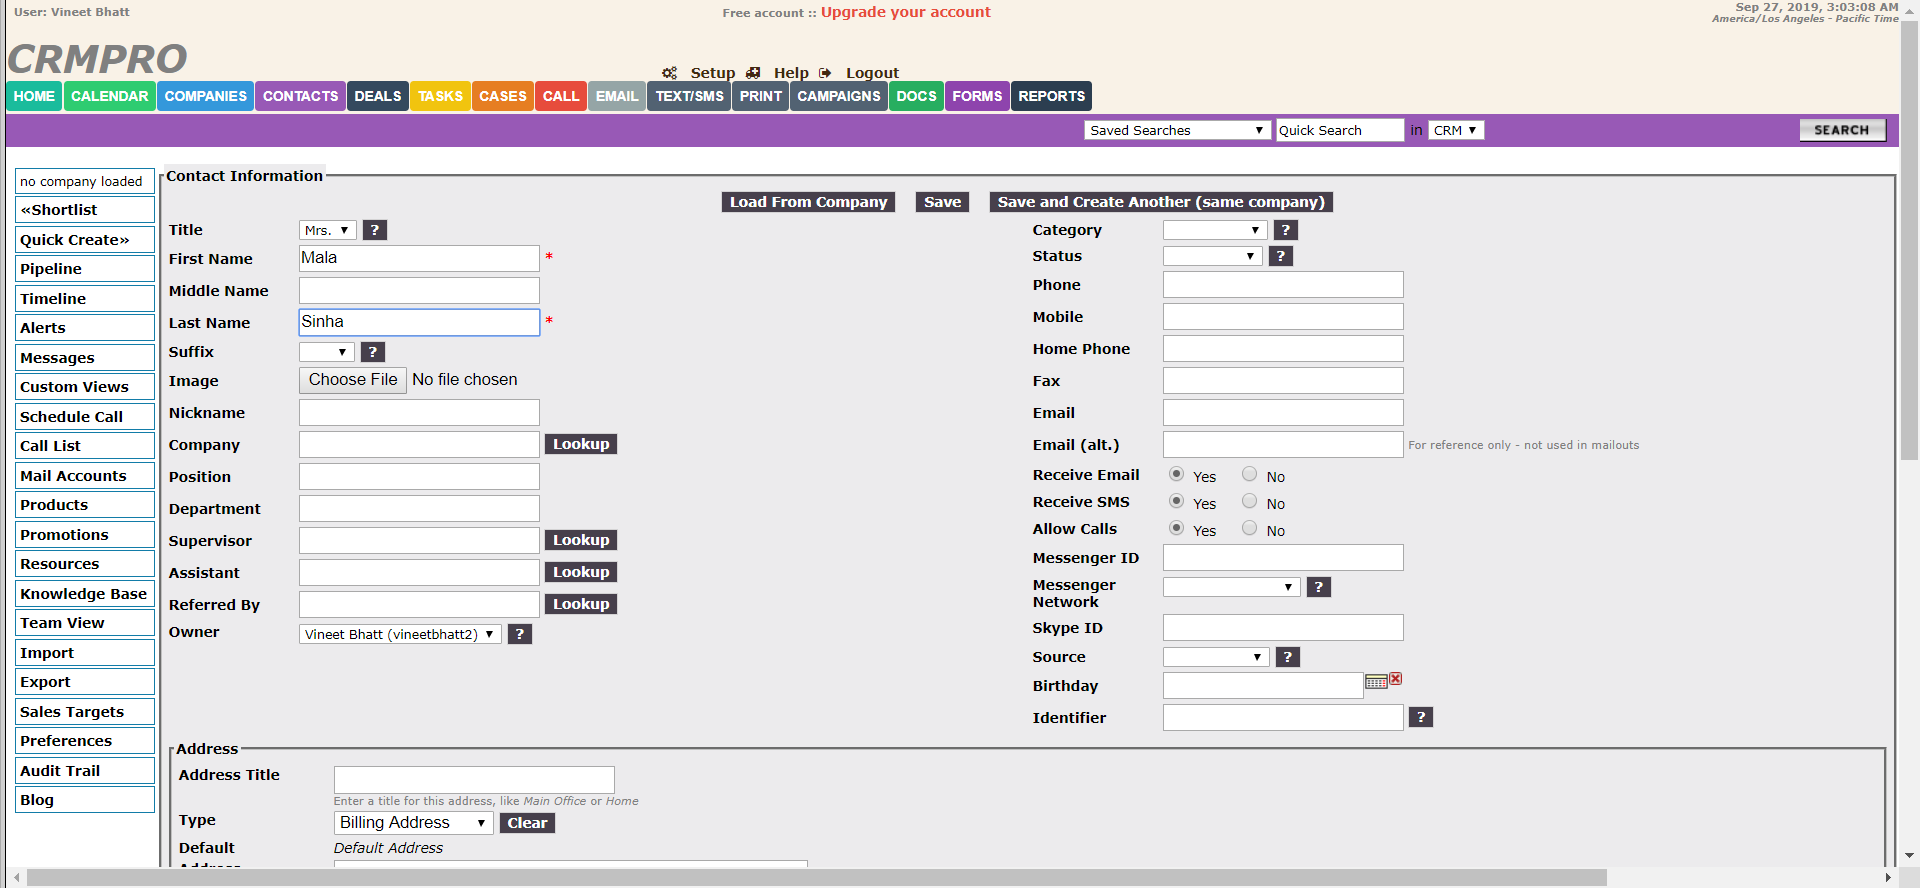 User: Vineet Bhatt
Free account :: Upgrade your account
Sep 27, 2019, 3:03:08 AM
America/Los Angeles - Pacific Time
CRMPRO
Setup Help Logout
HOME CALENDAR COMPANIES CONTACTS DEALS TASKS CASES CALL EMAIL TEXT/SMS PRINT CAMPAIGNS DOCS FORMS REPORTS
Saved Searches Quick Search in CRM SEARCH
no company loaded
«Shortlist
Quick Create»
Pipeline
Timeline
Alerts
Messages
Custom Views
Schedule Call
Call List
Mail Accounts
Products
Promotions
Resources
Knowledge Base
Team View
Import
Export
Sales Targets
Preferences
Audit Trail
Blog
Contact Information
Load From Company Save Save and Create Another (same company)
Title Mrs. ?
First Name Mala *
Middle Name
Last Name Sinha *
Suffix ?
Image Choose File No file chosen
Nickname
Company Lookup
Position
Department
Supervisor Lookup
Assistant Lookup
Referred By Lookup
Owner Vineet Bhatt (vineetbhatt2) ?
Category ?
Status ?
Phone
Mobile
Home Phone
Fax
Email
Email (alt.) For reference only - not used in mailouts
Receive Email Yes No
Receive SMS Yes No
Allow Calls Yes No
Messenger ID
Messenger
Network ?
Skype ID
Source ?
Birthday
Identifier ?
Address
Address Title
Enter a title for this address, like Main Office or Home
Type Billing Address Clear
Default Default Address
Address